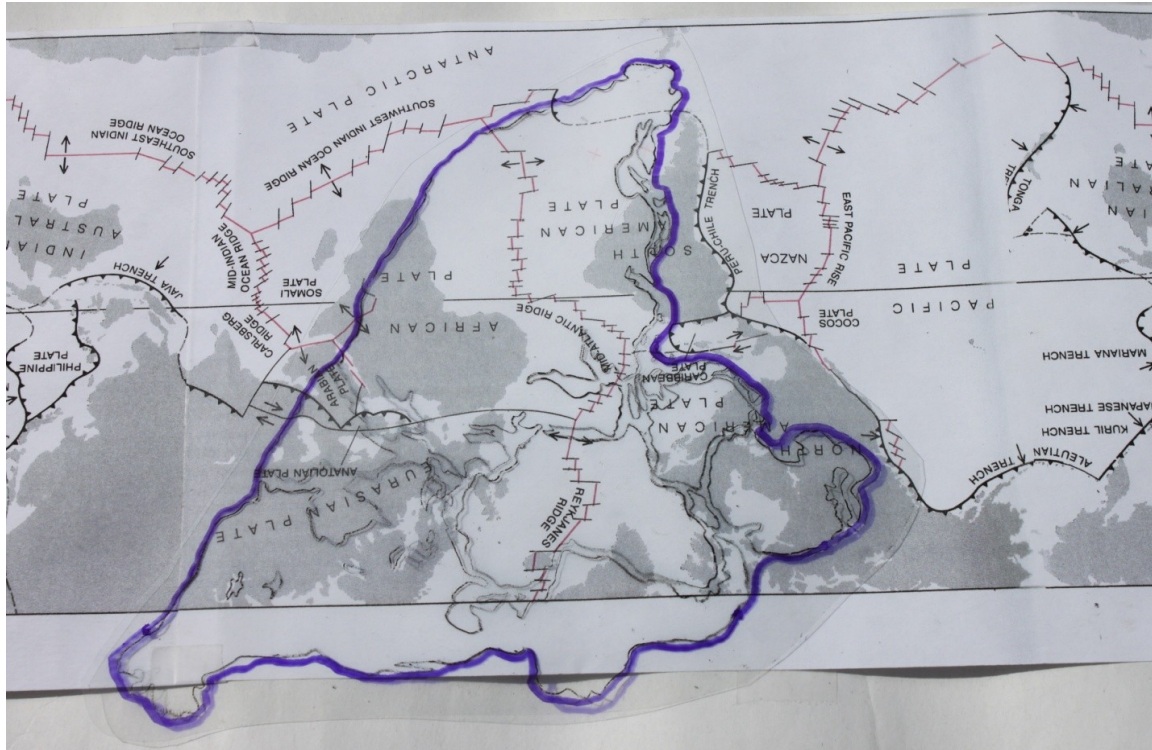 ANTARCTIC PLATE
SOUTHEAST INDIAN
OCEAN RIDGE
SOUTHWEST INDIAN OCEAN RIDGE
INDIAN
AUSTRAL
PLATE
MID-INDIAN
OCEAN RIDGE
JAVA TRENCH
SOMALI
PLATE
CARLSBERG
RIDGE
PHILIPPINE
PLATE
ARABIAN
PLATE
AFRICAN
PLATE
SOUTH
AMERICAN
PLATE
PERU-CHILE TRENCH
NAZCA
PLATE
EAST PACIFIC RISE
TONGA
PACIFIC
PLATE
COCOS
PLATE
MID-ATLANTIC RIDGE
CARIBBEAN
PLATE
NORTH
AMERICAN
PLATE
MARIANA TRENCH
APANESE TRENCH
KURIL TRENCH
ALEUTIAN
TRENCH
ANATOLIAN PLATE
EURASIAN PLATE
REYKJANES
RIDGE